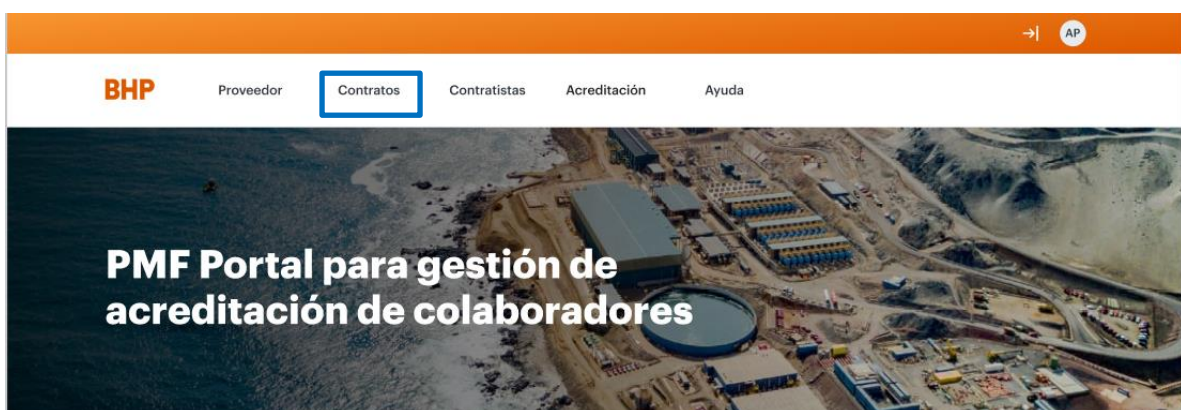 AP
BHP Proveedor Contratos Contratistas Acreditación Ayuda
PMF Portal para gestión de
acreditación de colaboradores